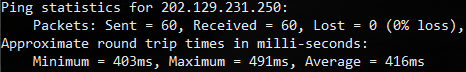 Ping statistics for 202.129.231.250:
    Packets: Sent = 60, Received = 60, Lost = 0 (0% loss),
Approximate round trip times in milli-seconds:
    Minimum = 403ms, Maximum = 491ms, Average = 416ms